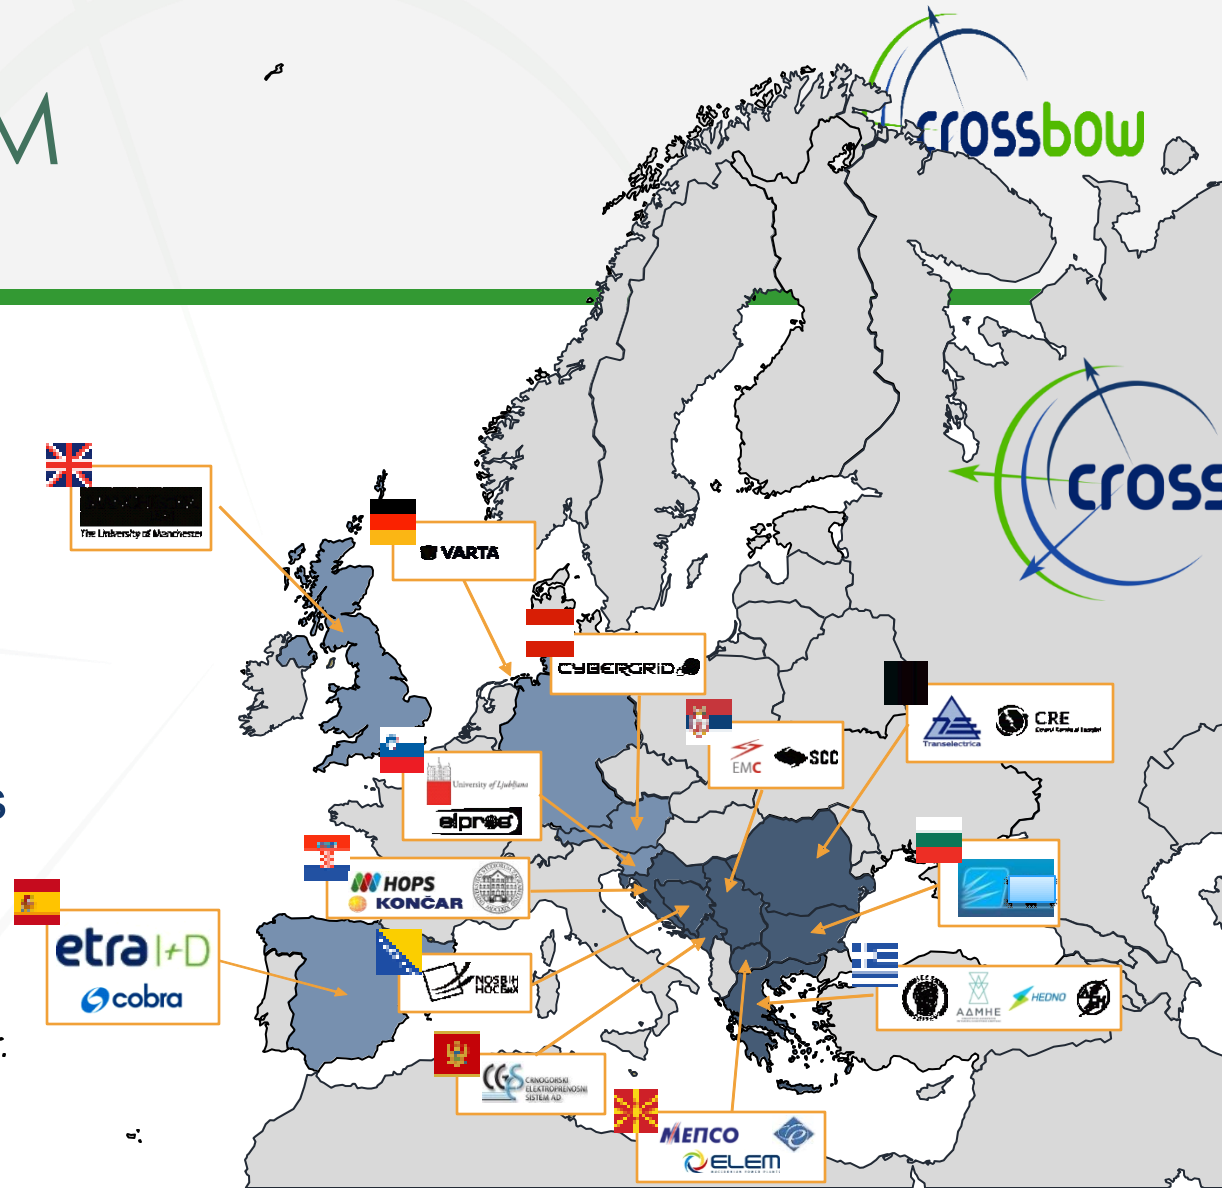 M
crossbow
cross
The University of Manchester
VARTA
CYBERGRID
Transelectrica
CRE
EMC
SCC
University of Ljubljana
elpros
HOPS
KONČAR
etra I+D
cobra
NOSBiH
HEDNO
ΑΔΜΗΕ
CRNOGORSKI
ELEKTROPRENOSNI
SISTEM AD
МЕПСО
ELEM
s
r.